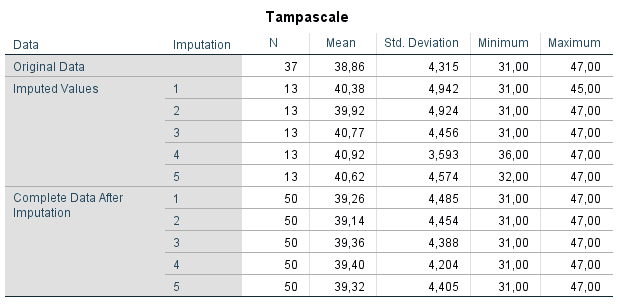 Tampascale
Data Imputation N Mean Std. Deviation Minimum Maximum
Original Data 37 38,86 4,315 31,00 47,00
Imputed Values 1 13 40,38 4,942 31,00 45,00
2 13 39,92 4,924 31,00 47,00
3 13 40,77 4,456 31,00 47,00
4 13 40,92 3,593 36,00 47,00
5 13 40,62 4,574 32,00 47,00
Complete Data After Imputation 1 50 39,26 4,485 31,00 47,00
2 50 39,14 4,454 31,00 47,00
3 50 39,36 4,388 31,00 47,00
4 50 39,40 4,204 31,00 47,00
5 50 39,32 4,405 31,00 47,00